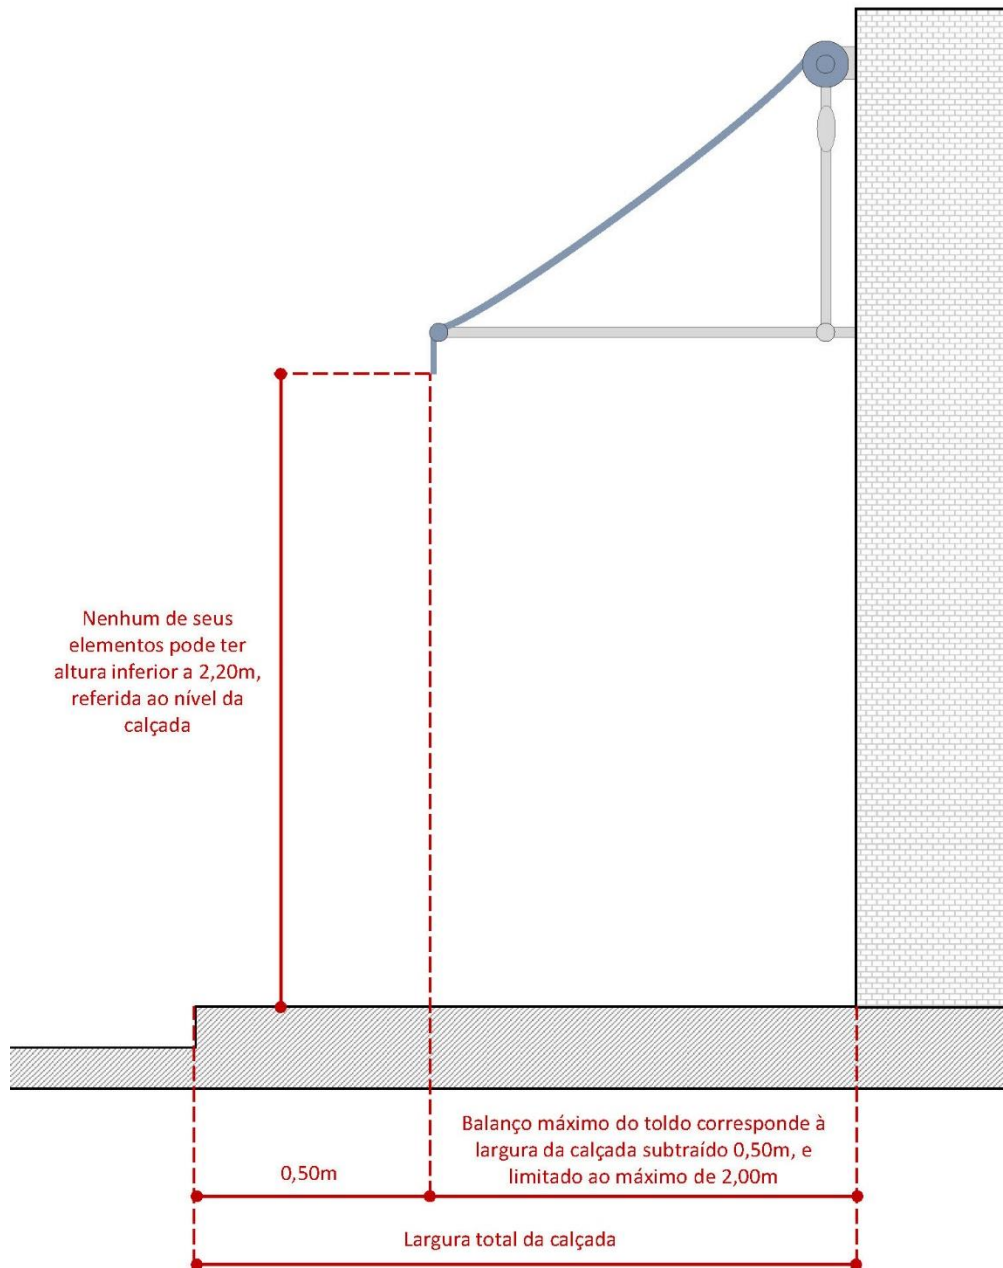 Nenhum de seus
elementos pode ter
altura inferior a 2,20m,
referida ao nível da
calçada
Balanço máximo do toldo corresponde à
largura da calçada subtraído 0,50m, e
limitado ao máximo de 2,00m
0,50m
Largura total da calçada